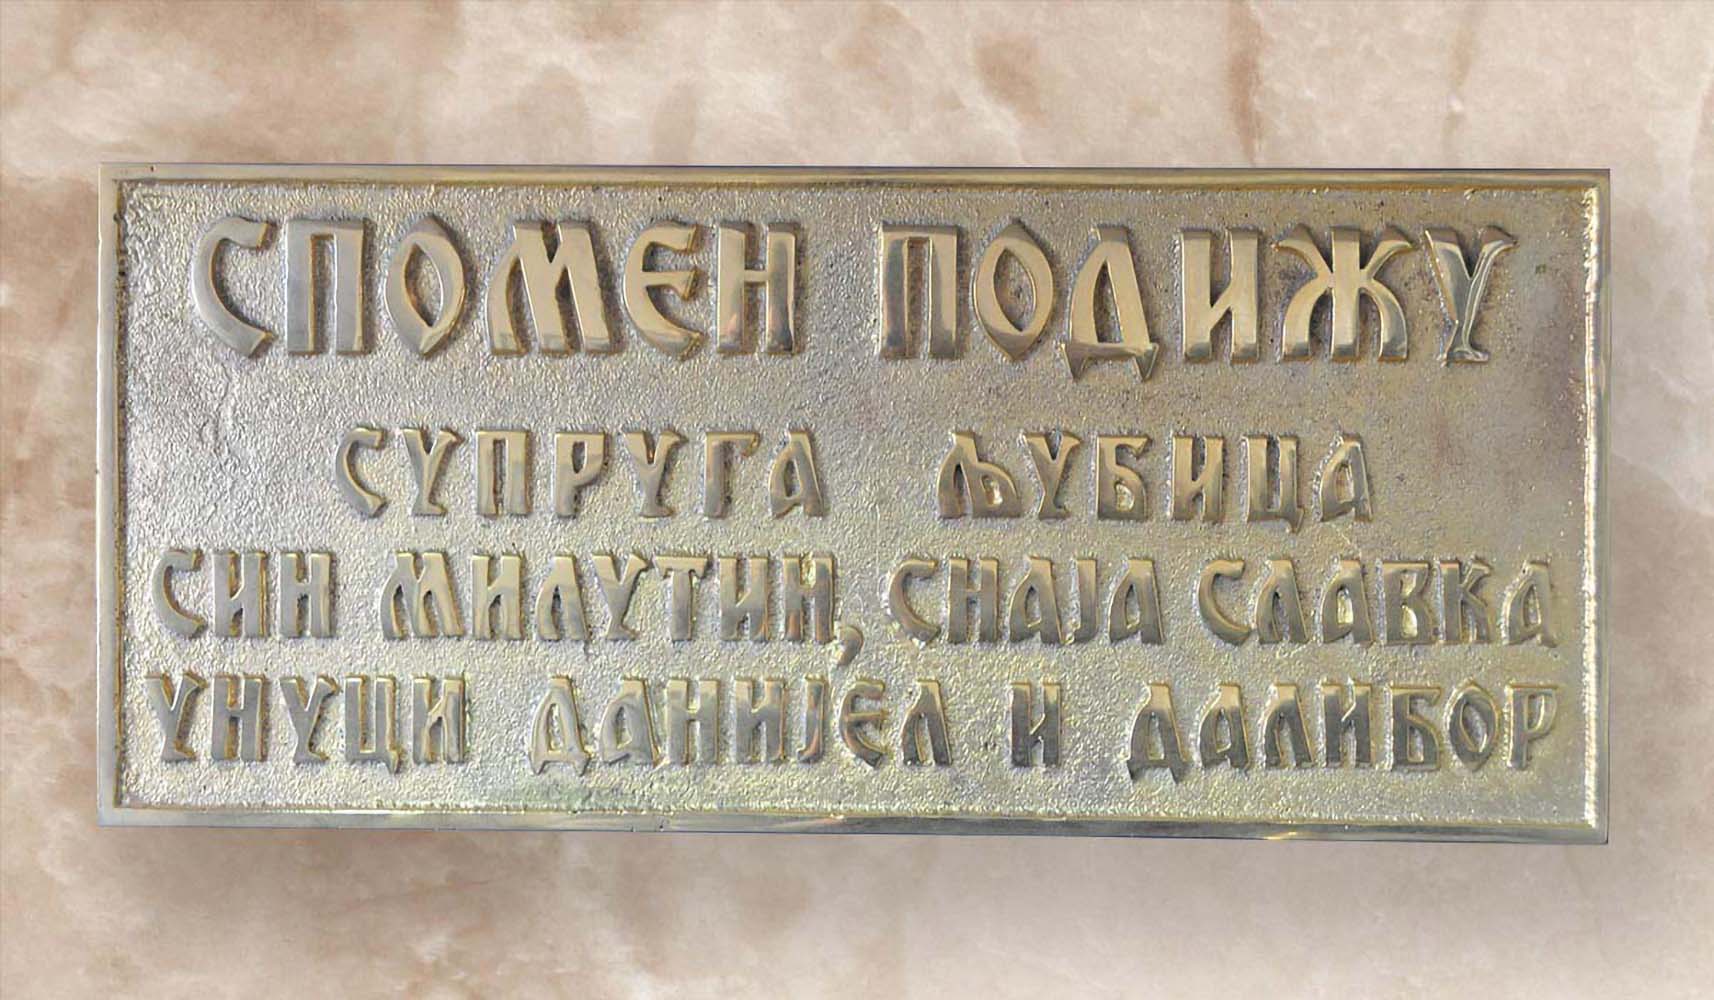 СПОМЕН ПОДИЖУ
СУПРУГА ЉУБИЦА
СИН МИЛУТИН, СНАЈА СЛАВКА
УНУЦИ ДАНИЈЕЛ И ДАЛИБОР